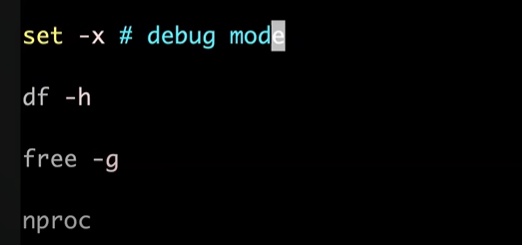 set -x # debug mode
df -h
free -g
nproc